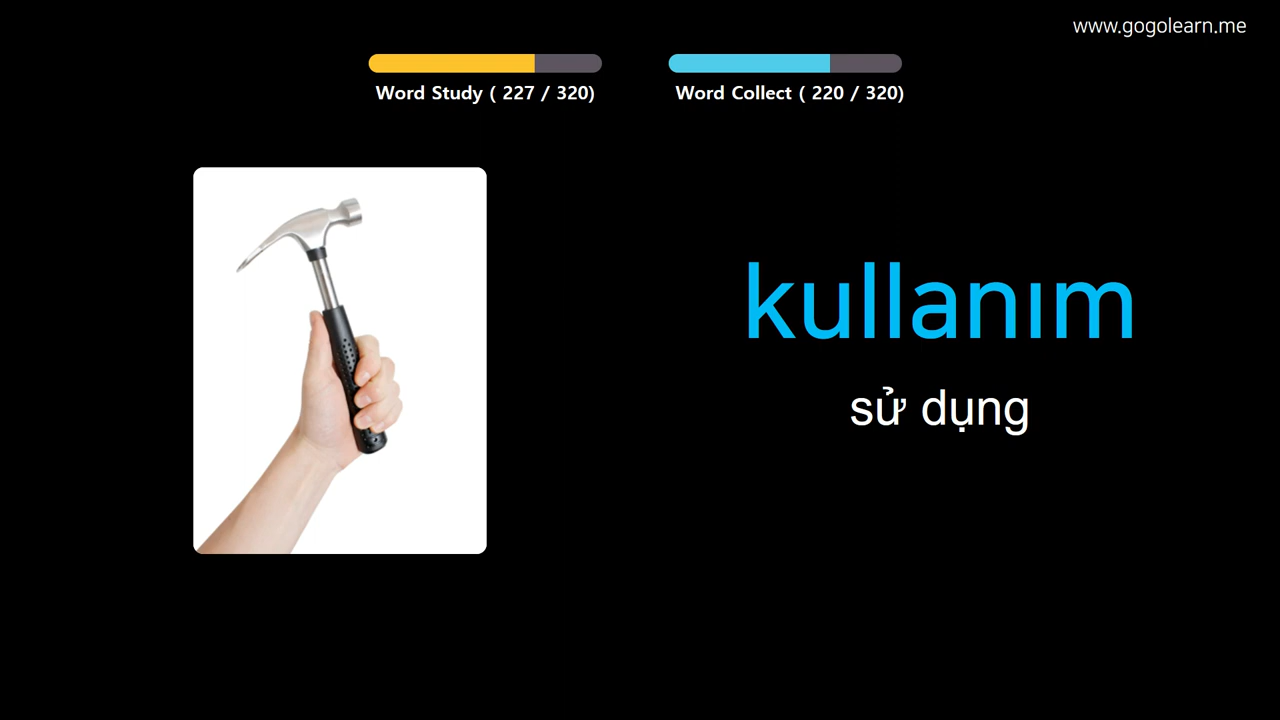 www.gogolearn.me
Word Study ( 227 / 320)
Word Collect ( 220 / 320)
kullanım
sử dụng